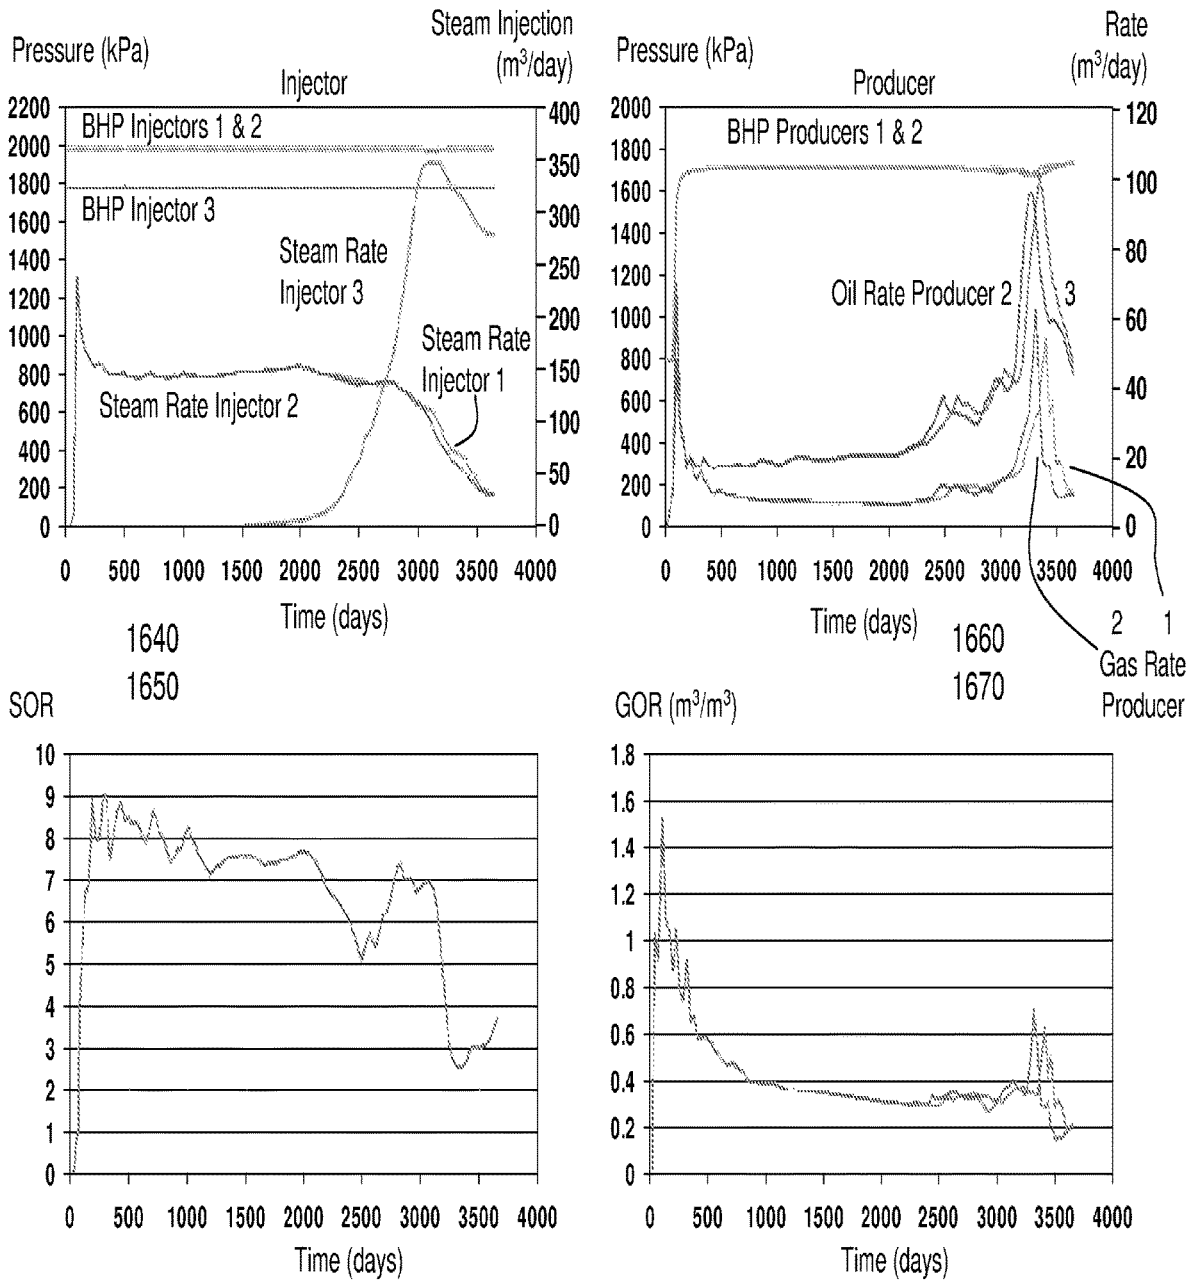 Pressure (kPa)
Steam Injection
(m³/day)
Injector
2200
2000
1800
1600
1400
1200
1000
800
600
400
200
0
400
350
300
250
200
150
100
50
0
BHP Injectors 1 & 2
BHP Injector 3
Steam Rate
Injector 3
Steam Rate
Injector 1
Steam Rate Injector 2
0 500 1000 1500 2000 2500 3000 3500 4000
Time (days)
1640
Pressure (kPa)
Rate
(m³/day)
Producer
2000
1800
1600
1400
1200
1000
800
600
400
200
0
120
100
80
60
40
20
0
BHP Producers 1 & 2
Oil Rate Producer 2 3
0 500 1000 1500 2000 2500 3000 3500 4000
Time (days)
1660
2 1
Gas Rate
Producer
1650
SOR
10
9
8
7
6
5
4
3
2
1
0
0 500 1000 1500 2000 2500 3000 3500 4000
Time (days)
1670
GOR (m³/m³)
1.8
1.6
1.4
1.2
1
0.8
0.6
0.4
0.2
0
0 500 1000 1500 2000 2500 3000 3500 4000
Time (days)